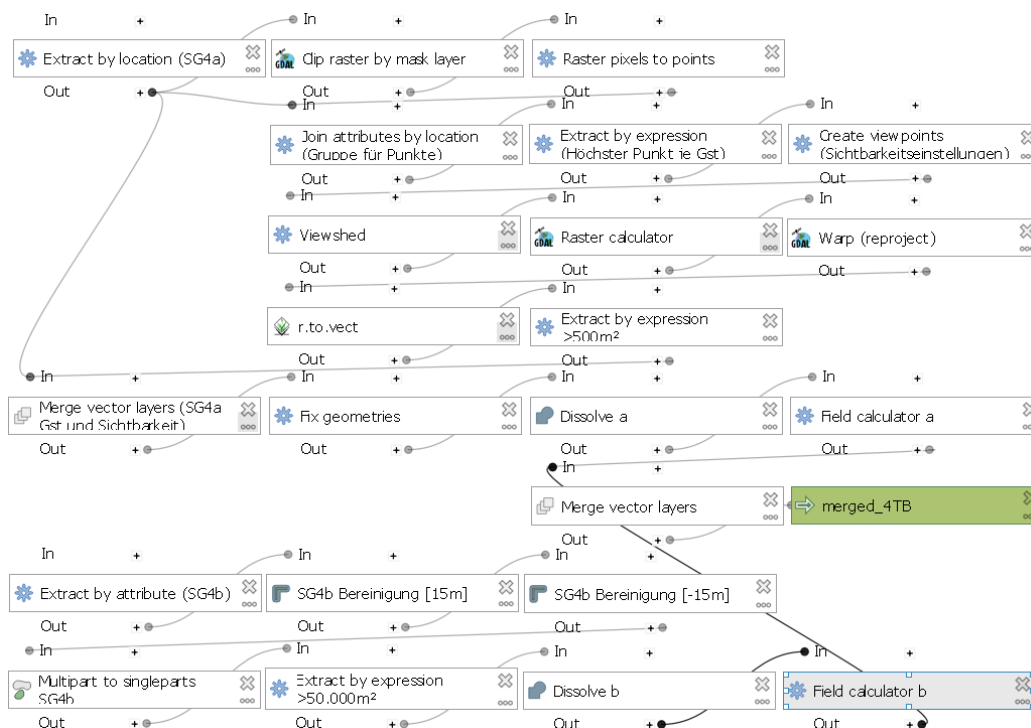 In + In + In +
Extract by location (SG4a) GDAL Clip raster by mask layer Raster pixels to points
Out + Out + Out +
In + In + In +
Join attributes by location Extract by expression Create viewpoints
(Gruppe für Punkte) (Höchster Punkt je Gst) (Sichtbarkeitseinstellungen)
Out + Out + Out +
In + In + In +
Viewshed GDAL Raster calculator GDAL Warp (reproject)
Out + Out + Out +
In + In +
r.to.vect Extract by expression
>500m²
Out + Out +
In + In + In + In +
Merge vector layers (SG4a Fix geometries Dissolve a Field calculator a
Gst und Sichtbarkeit)
Out + Out + Out + Out +
In +
Merge vector layers merged_4TB
Out +
In + In + In +
Extract by attribute (SG4b) SG4b Bereinigung [15m] SG4b Bereinigung [-15m]
Out + Out + Out +
In + In + In + In +
Multipart to singleparts Extract by expression Dissolve b Field calculator b
SG4b >50.000m²
Out + Out + Out + Out +